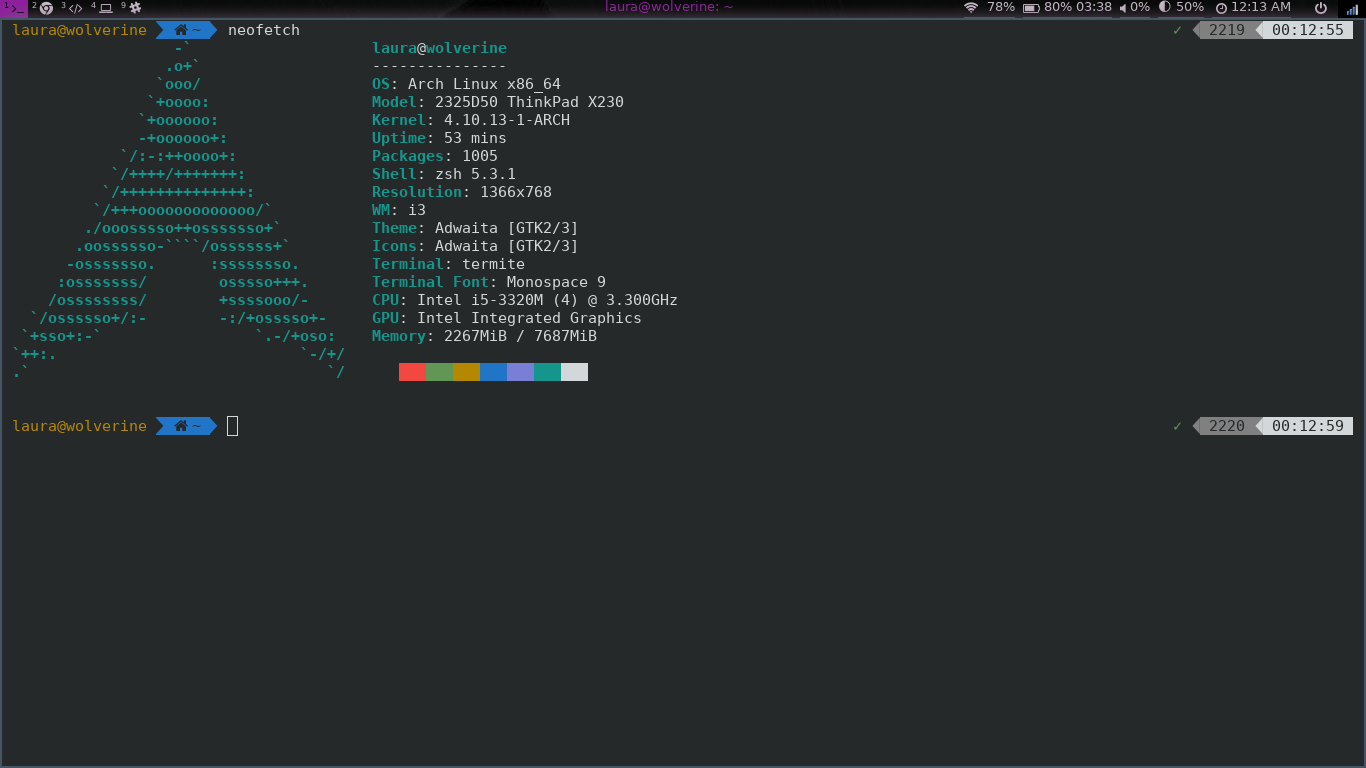 1 2 3 4 9 laura@wolverine: ~ 78% 80% 03:38 0% 50% 12:13 AM
laura@wolverine ~ neofetch ✓ 2219 00:12:55
-`                    laura@wolverine
.o+`                   ---------------
`ooo/                   OS: Arch Linux x86_64
`+oooo:                  Model: 2325D50 ThinkPad X230
`+oooooo:                 Kernel: 4.10.13-1-ARCH
-+oooooo+:                Uptime: 53 mins
`/:-:++oooo+:               Packages: 1005
`/++++/+++++++:              Shell: zsh 5.3.1
`/++++++++++++++:             Resolution: 1366x768
`/+++ooooooooooooo/`           WM: i3
./ooosssso++osssssso+`          Theme: Adwaita [GTK2/3]
.oossssso-````/ossssss+`         Icons: Adwaita [GTK2/3]
-osssssso.      :ssssssso.        Terminal: termite
:osssssss/        osssso+++.       Terminal Font: Monospace 9
/ossssssss/        +ssssooo/-       CPU: Intel i5-3320M (4) @ 3.300GHz
`/ossssso+/:-        -:/+osssso+-     GPU: Intel Integrated Graphics
`+sso+:-`                 `.-/+oso:    Memory: 2267MiB / 7687MiB
`++:.                           `-/+/
.`                                 `/
laura@wolverine ~ ✓ 2220 00:12:59